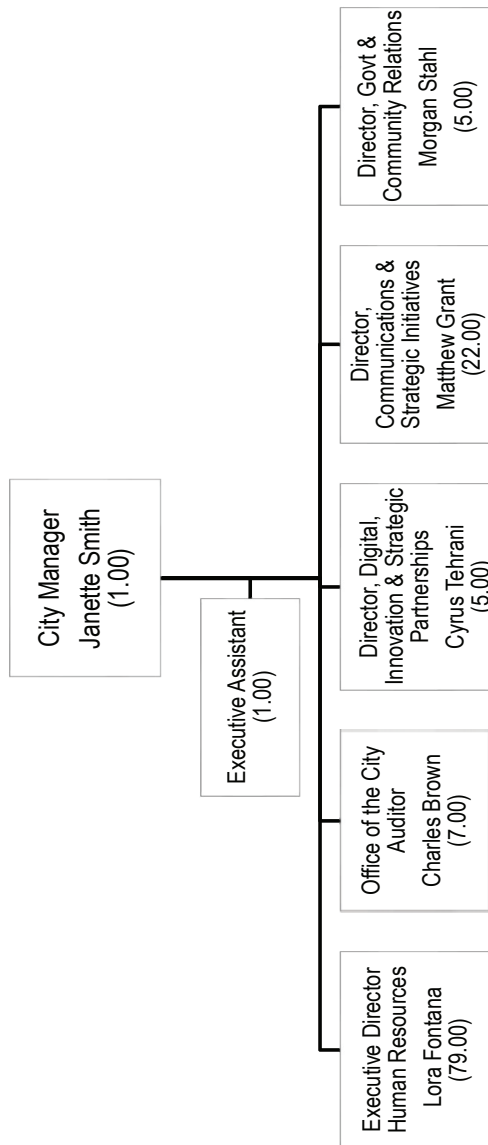 City Manager
Janette Smith
(1.00)
Executive Assistant
(1.00)
Executive Director
Human Resources
Lora Fontana
(79.00)
Office of the City
Auditor
Charles Brown
(7.00)
Director, Digital,
Innovation & Strategic
Partnerships
Cyrus Tehrani
(5.00)
Director,
Communications &
Strategic Initiatives
Matthew Grant
(22.00)
Director, Govt &
Community Relations
Morgan Stahl
(5.00)